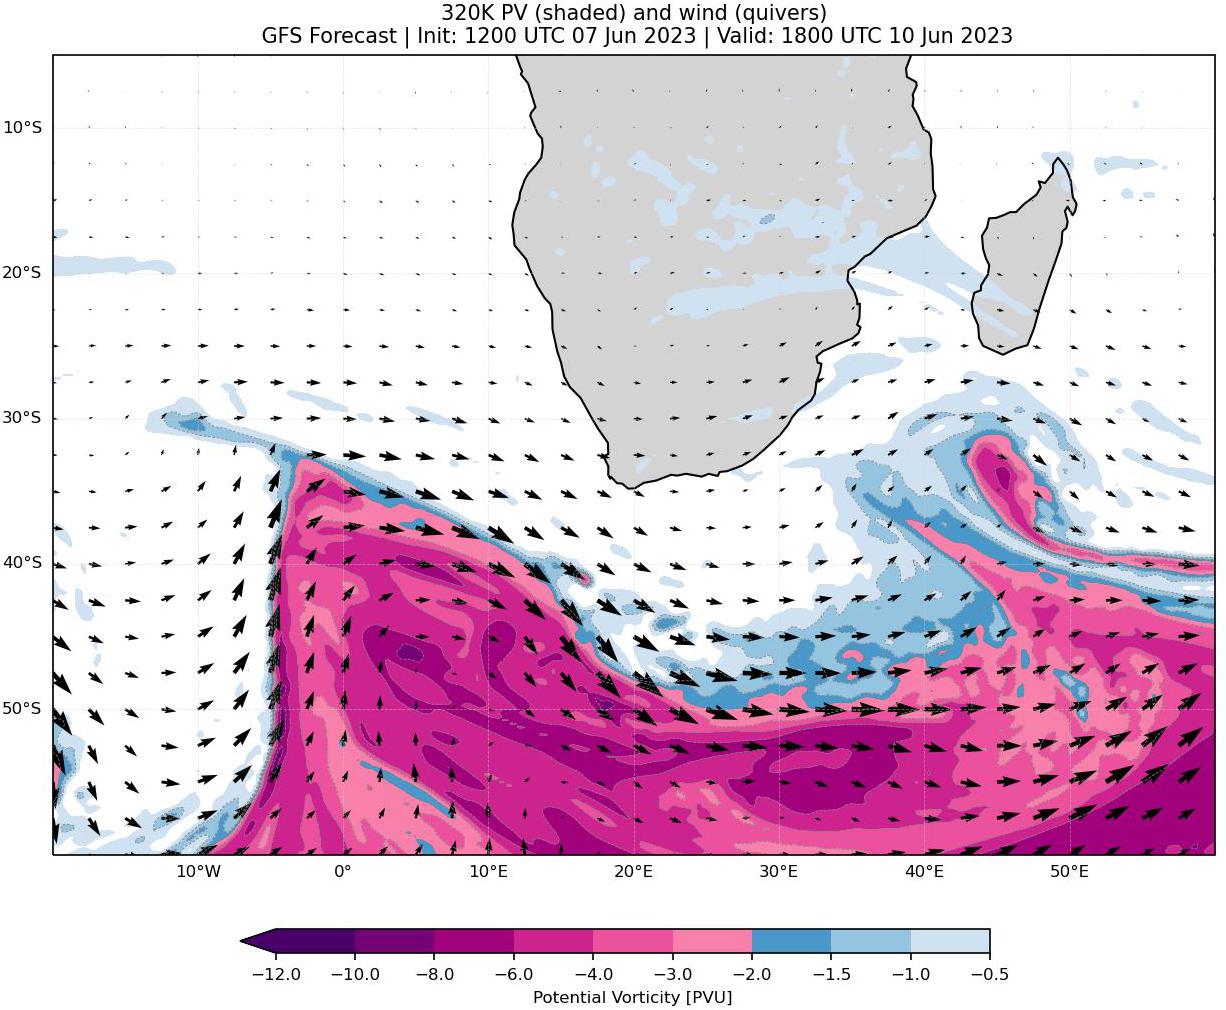 320K PV (shaded) and wind (quivers)
GFS Forecast | Init: 1200 UTC 07 Jun 2023 | Valid: 1800 UTC 10 Jun 2023
10°S
20°S
30°S
40°S
50°S
10°W 0° 10°E 20°E 30°E 40°E 50°E
−12.0 −10.0 −8.0 −6.0 −4.0 −3.0 −2.0 −1.5 −1.0 −0.5
Potential Vorticity [PVU]